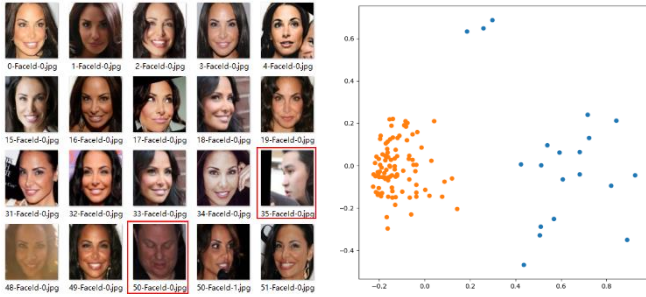 0-FaceId-0.jpg 1-FaceId-0.jpg 2-FaceId-0.jpg 3-FaceId-0.jpg 4-FaceId-0.jpg
15-FaceId-0.jpg 16-FaceId-0.jpg 17-FaceId-0.jpg 18-FaceId-0.jpg 19-FaceId-0.jpg
31-FaceId-0.jpg 32-FaceId-0.jpg 33-FaceId-0.jpg 34-FaceId-0.jpg 35-FaceId-0.jpg
48-FaceId-0.jpg 49-FaceId-0.jpg 50-FaceId-0.jpg 50-FaceId-1.jpg 51-FaceId-0.jpg
0.6
0.4
0.2
0.0
−0.2
−0.4
−0.2 0.0 0.2 0.4 0.6 0.8